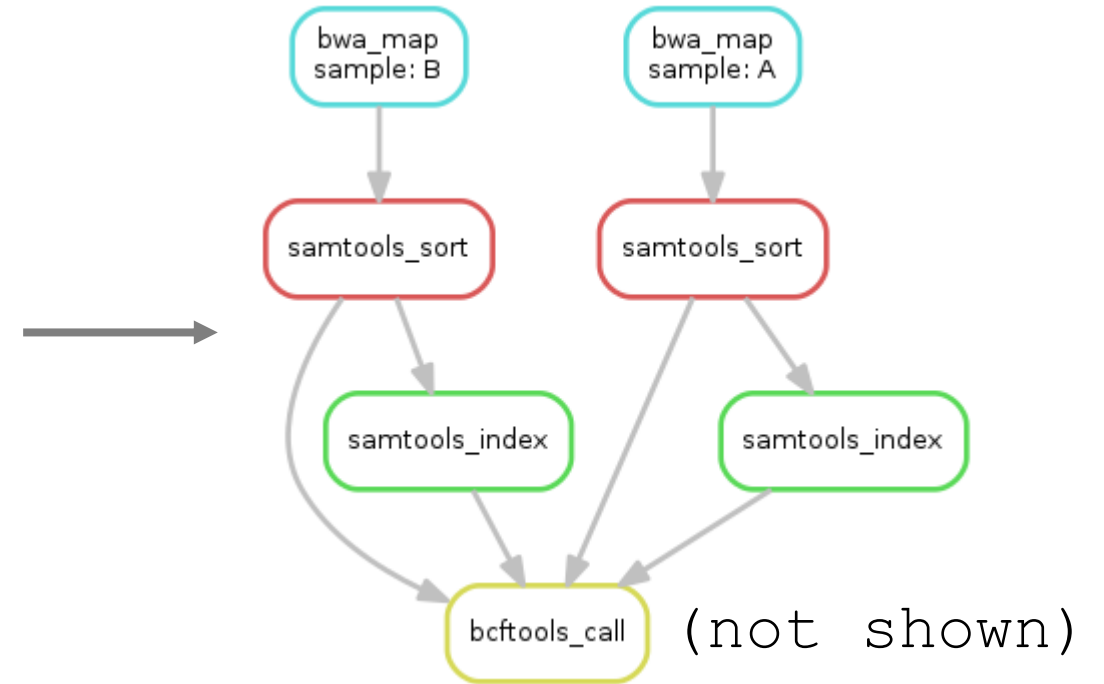 bwa_map
sample: B
bwa_map
sample: A
samtools_sort
samtools_sort
samtools_index
samtools_index
bcftools_call
(not shown)